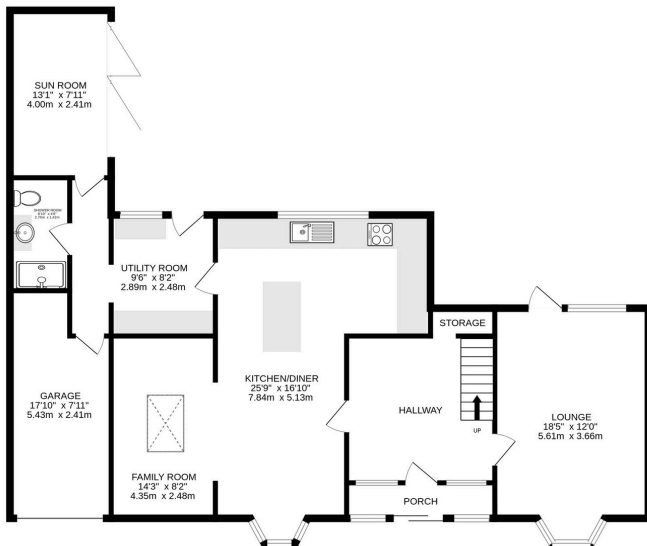 SUN ROOM
13'1" x 7'11"
4.00m x 2.41m
SHOWER ROOM
UTILITY ROOM
9'6" x 8'2"
2.89m x 2.48m
KITCHEN/DINER
25'9" x 16'10"
7.84m x 5.13m
STORAGE
HALLWAY
UP
LOUNGE
18'5" x 12'0"
5.61m x 3.66m
GARAGE
17'10" x 7'11"
5.43m x 2.41m
FAMILY ROOM
14'3" x 8'2"
4.35m x 2.48m
PORCH